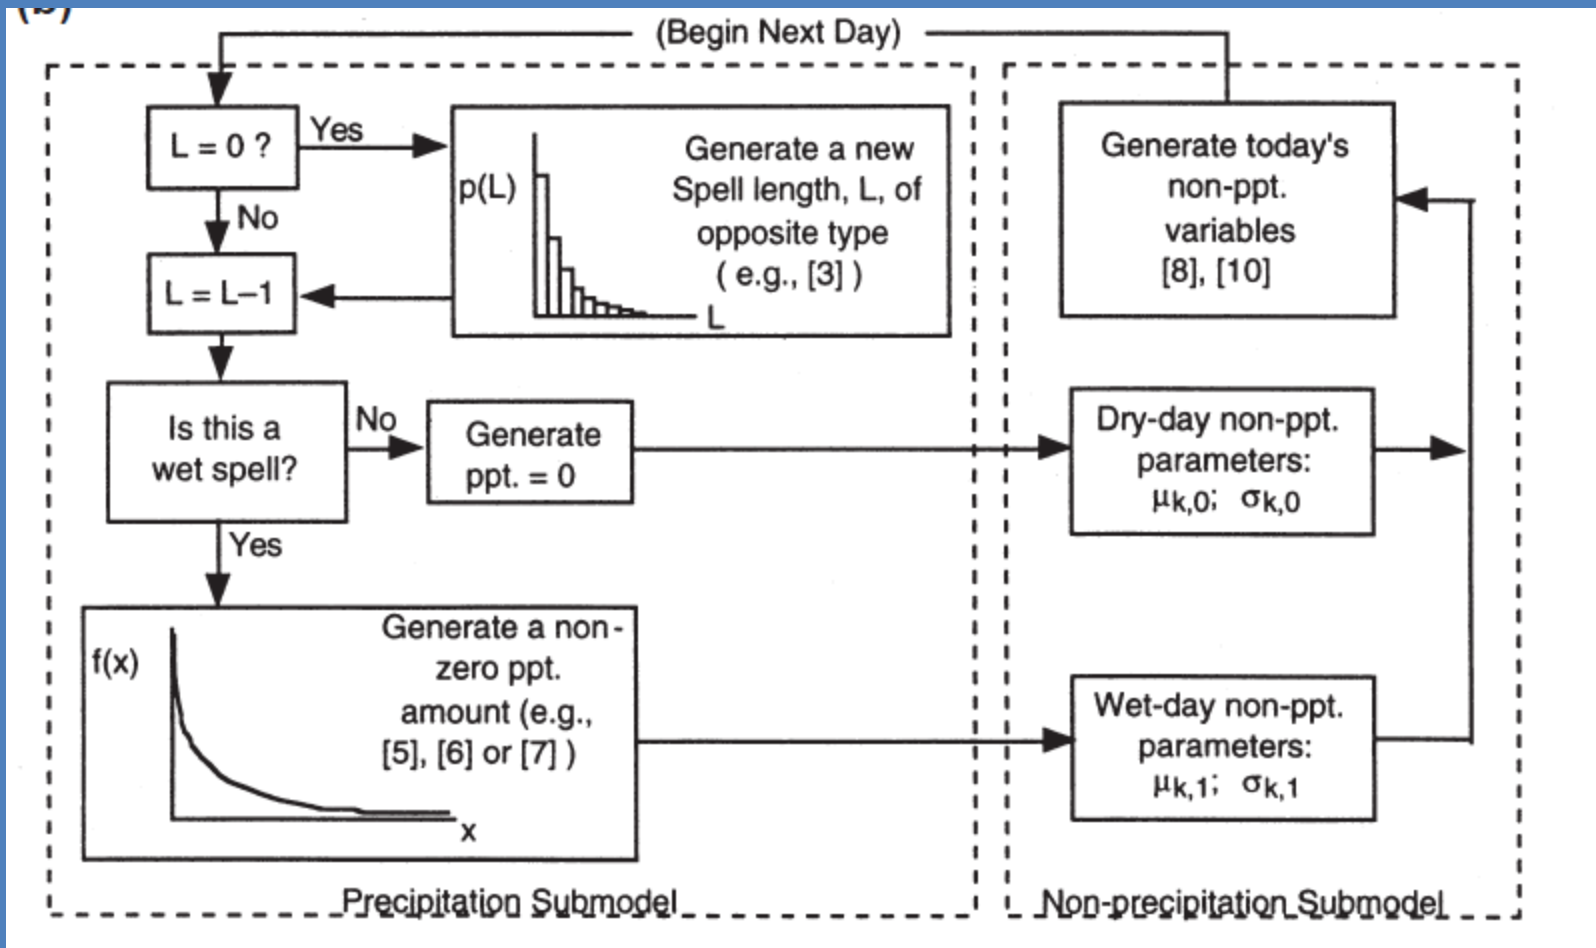 (b)
(Begin Next Day)
L = 0 ?
Yes
No
L = L–1
p(L)
L
Generate a new
Spell length, L, of
opposite type
( e.g., [3] )
Is this a
wet spell?
No
Yes
Generate
ppt. = 0
f(x)
x
Generate a non-
zero ppt.
amount (e.g.,
[5], [6] or [7] )
Precipitation Submodel
Generate today's
non-ppt.
variables
[8], [10]
Dry-day non-ppt.
parameters:
μk,0; σk,0
Wet-day non-ppt.
parameters:
μk,1; σk,1
Non-precipitation Submodel